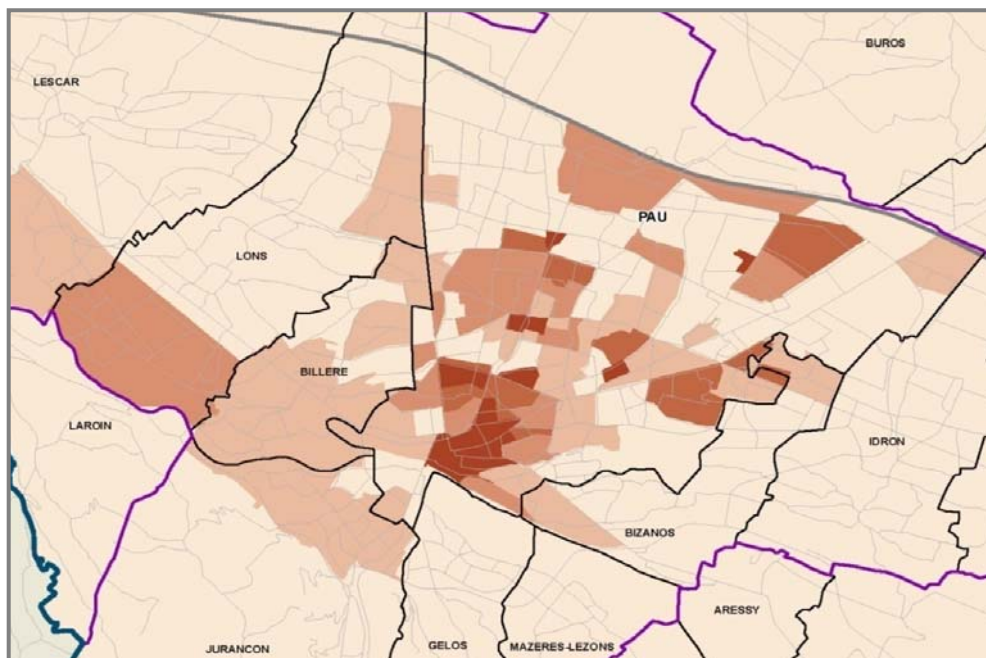 BUROS
LESCAR
PAU
LONS
BILLERE
LAROIN
IDRON
BIZANOS
ARESSY
JURANCON
GELOS
MAZERES-LEZONS